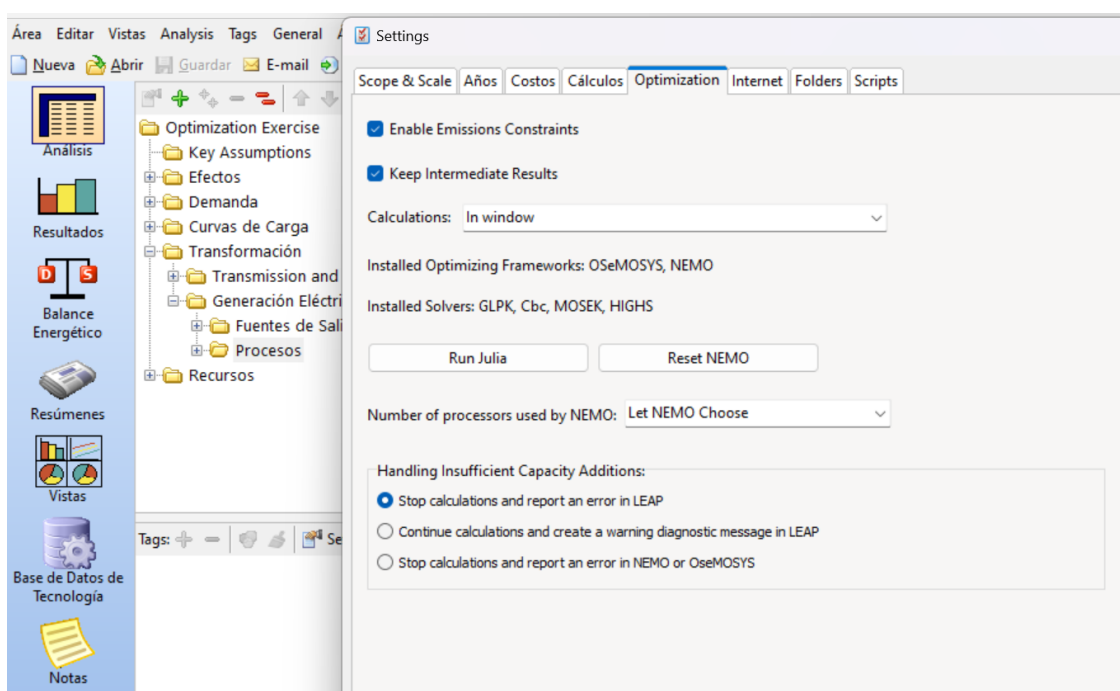 Área Editar Vistas Analysis Tags General
Nueva Abrir Guardar E-mail
Análisis
Resultados
D S
Balance
Energético
Resúmenes
Vistas
Base de Datos de
Tecnología
Notas
Optimization Exercise
Key Assumptions
Efectos
Demanda
Curvas de Carga
Transformación
Transmission and
Generación Eléctri
Fuentes de Sali
Procesos
Recursos
Tags: Se
Settings
Scope & Scale Años Costos Cálculos Optimization Internet Folders Scripts
Enable Emissions Constraints
Keep Intermediate Results
Calculations: In window
Installed Optimizing Frameworks: OSeMOSYS, NEMO
Installed Solvers: GLPK, Cbc, MOSEK, HIGHS
Run Julia Reset NEMO
Number of processors used by NEMO: Let NEMO Choose
Handling Insufficient Capacity Additions:
Stop calculations and report an error in LEAP
Continue calculations and create a warning diagnostic message in LEAP
Stop calculations and report an error in NEMO or OseMOSYS